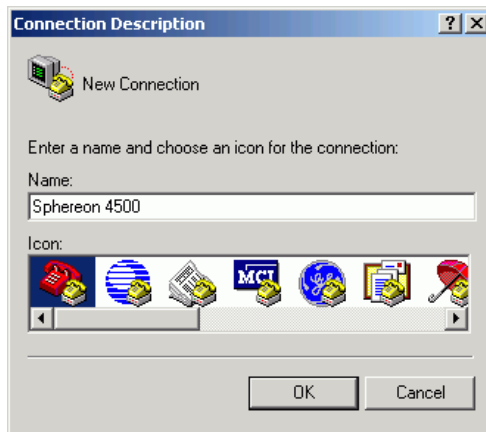 Connection Description
New Connection
Enter a name and choose an icon for the connection:
Name:
Sphereon 4500
Icon:
MCI
OK
Cancel